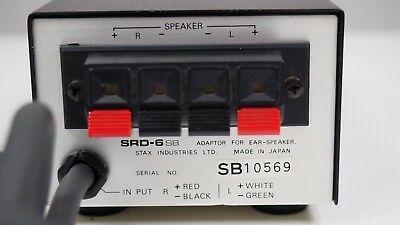 SPEAKER
+ R - - L +
SRD-6 SB ADAPTOR FOR EAR-SPEAKER.
STAX INDUSTRIES LTD. MADE IN JAPAN
SERIAL NO. SB10569
IN PUT R + RED L + WHITE
- BLACK - GREEN